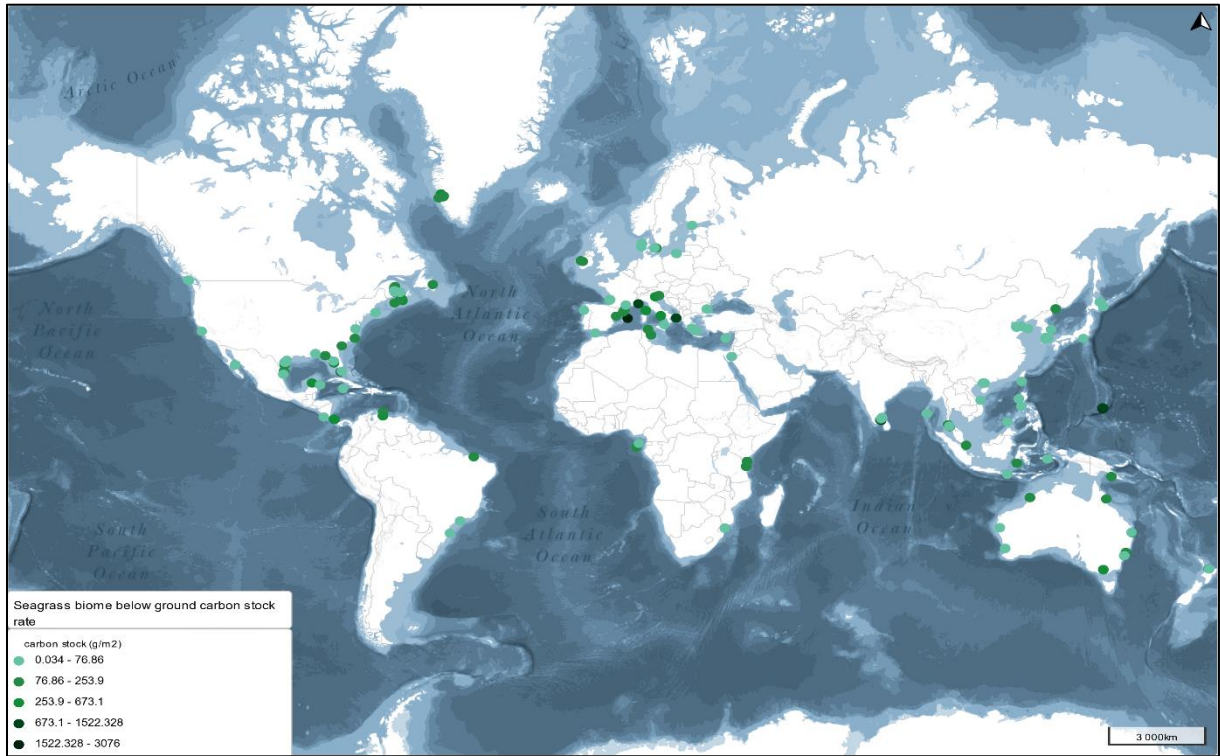 Arctic Ocean
North
Pacific
Ocean
North
Atlantic
Ocean
South
Pacific
Ocean
South
Atlantic
Ocean
Indian
Ocean
Seagrass biome below ground carbon stock
rate
carbon stock (g/m2)
0.034 - 76.86
76.86 - 253.9
253.9 - 673.1
673.1 - 1522.328
1522.328 - 3076
3 000km